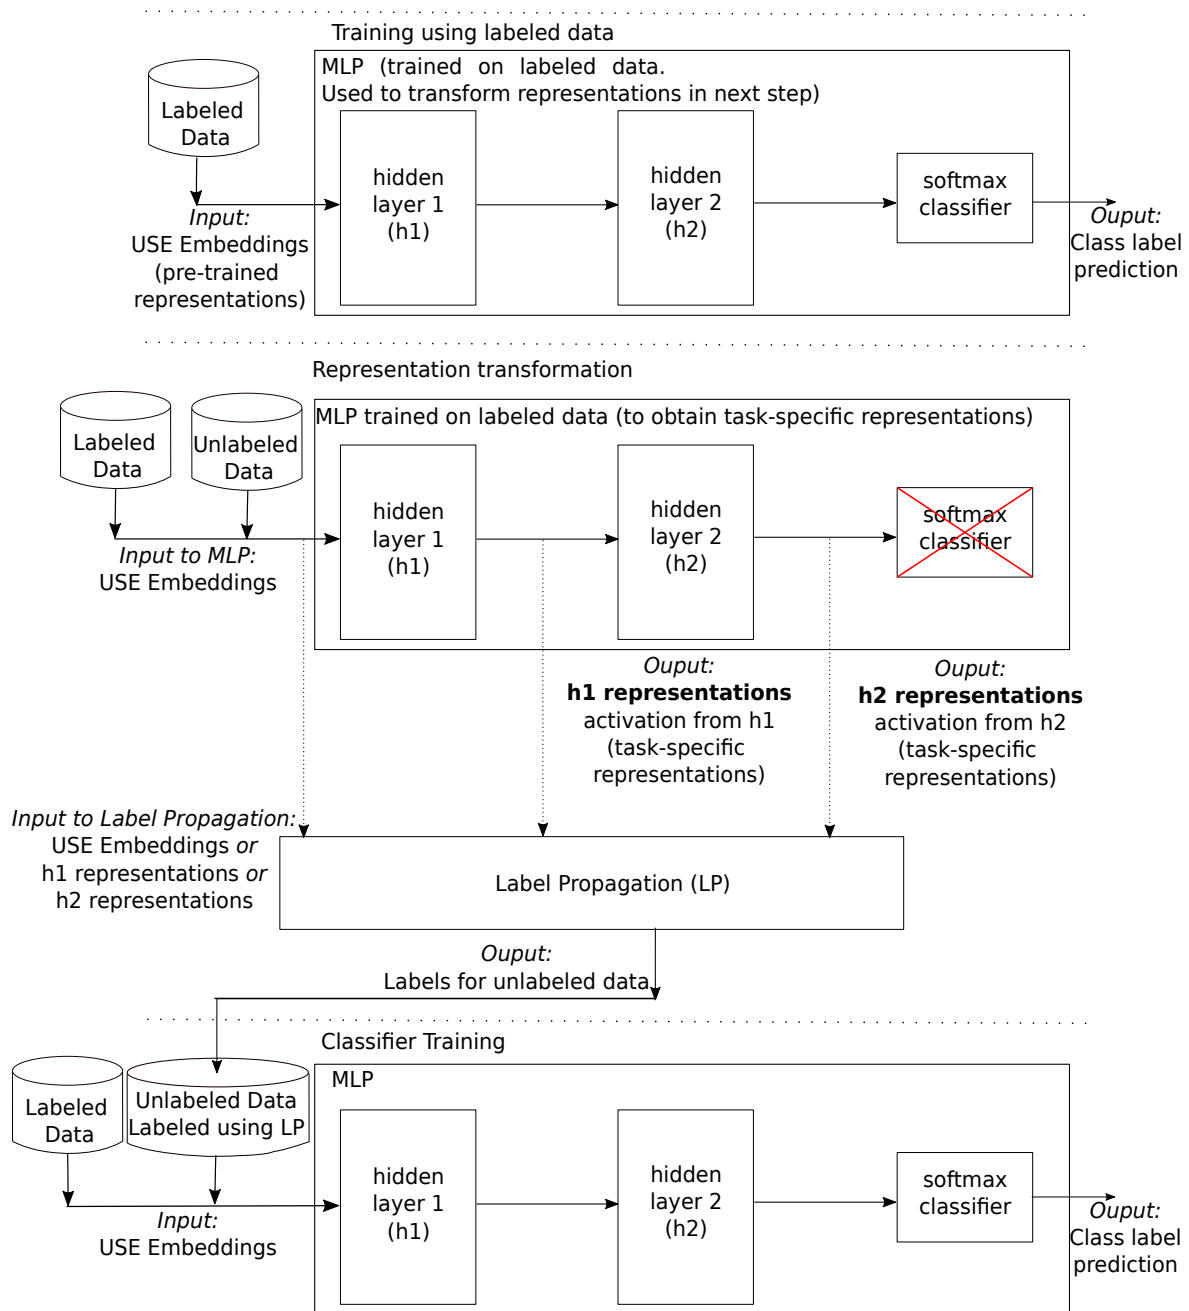 Training using labeled data
MLP (trained on labeled data.
Used to transform representations in next step)
Labeled
Data
hidden
layer 1
(h1)
hidden
layer 2
(h2)
softmax
classifier
Input:
USE Embeddings
(pre-trained
representations)
Ouput:
Class label
prediction
Representation transformation
MLP trained on labeled data (to obtain task-specific representations)
Labeled
Data
Unlabeled
Data
hidden
layer 1
(h1)
hidden
layer 2
(h2)
softmax
classifier
Input to MLP:
USE Embeddings
Ouput:
h1 representations
activation from h1
(task-specific
representations)
Ouput:
h2 representations
activation from h2
(task-specific
representations)
Input to Label Propagation:
USE Embeddings or
h1 representations or
h2 representations
Label Propagation (LP)
Ouput:
Labels for unlabeled data
Classifier Training
MLP
Labeled
Data
Unlabeled Data
Labeled using LP
hidden
layer 1
(h1)
hidden
layer 2
(h2)
softmax
classifier
Input:
USE Embeddings
Ouput:
Class label
prediction